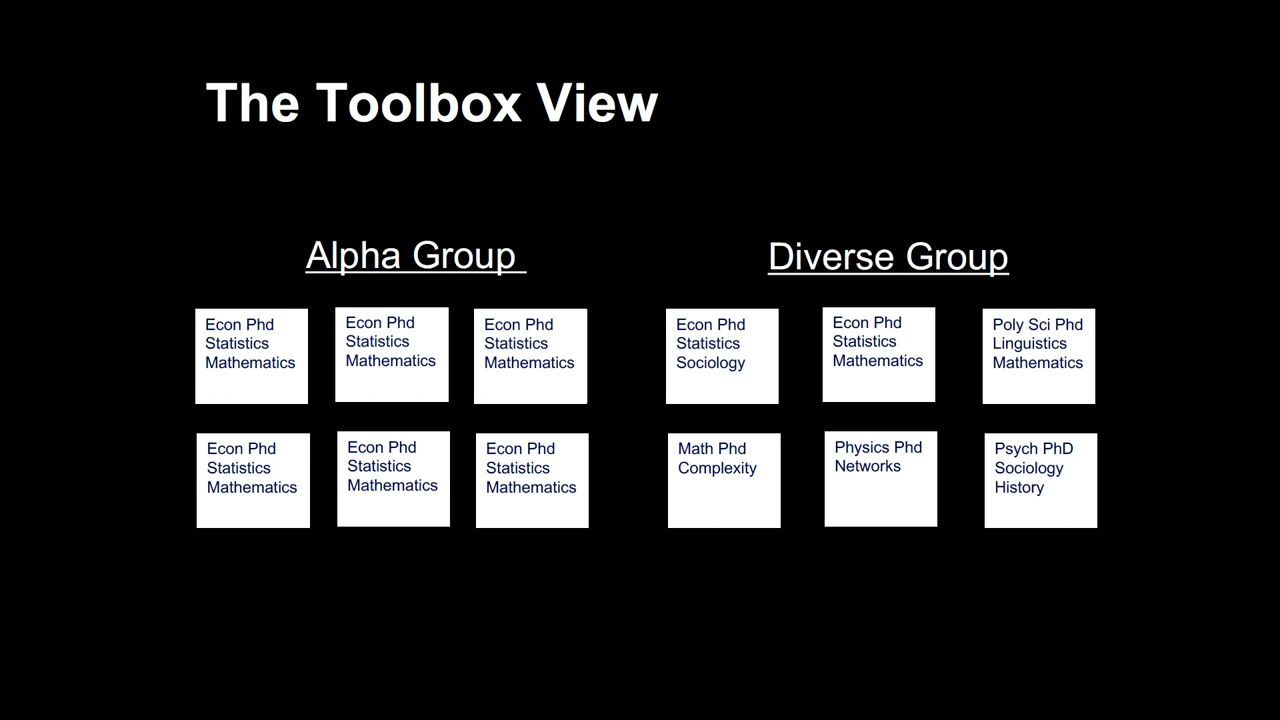 The Toolbox View
Alpha Group
Econ Phd
Statistics
Mathematics
Econ Phd
Statistics
Mathematics
Econ Phd
Statistics
Mathematics
Econ Phd
Statistics
Mathematics
Econ Phd
Statistics
Mathematics
Econ Phd
Statistics
Mathematics
Diverse Group
Econ Phd
Statistics
Sociology
Econ Phd
Statistics
Mathematics
Poly Sci Phd
Linguistics
Mathematics
Math Phd
Complexity
Physics Phd
Networks
Psych PhD
Sociology
History